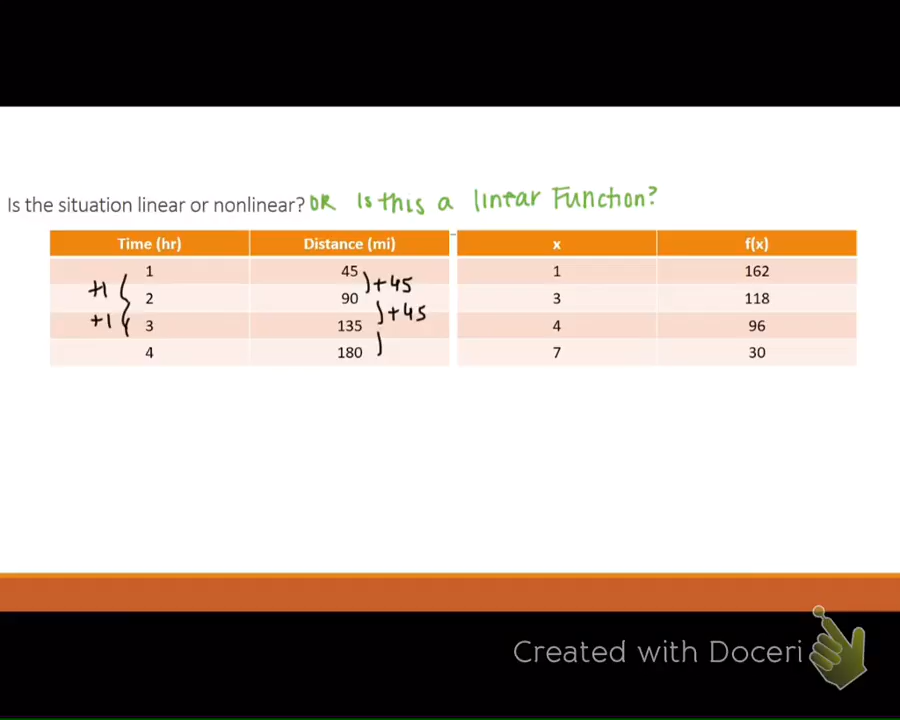 Is the situation linear or nonlinear? OR Is this a linear Function?
Time (hr) Distance (mi) x f(x)
1 45 1 162
+1 2 90 +45 3 118
+1 3 135 +45 4 96
4 180 7 30
Created with Doceri